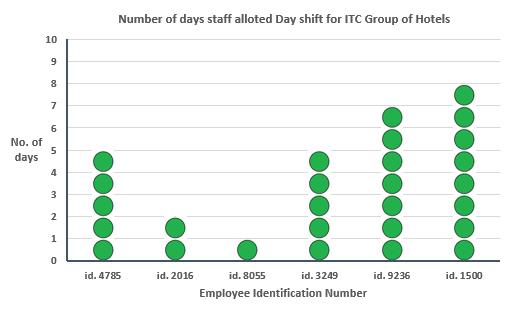 Number of days staff alloted Day shift for ITC Group of Hotels
10
9
8
7
6
5
4
3
2
1
0
No. of
days
id. 4785 id. 2016 id. 8055 id. 3249 id. 9236 id. 1500
Employee Identification Number